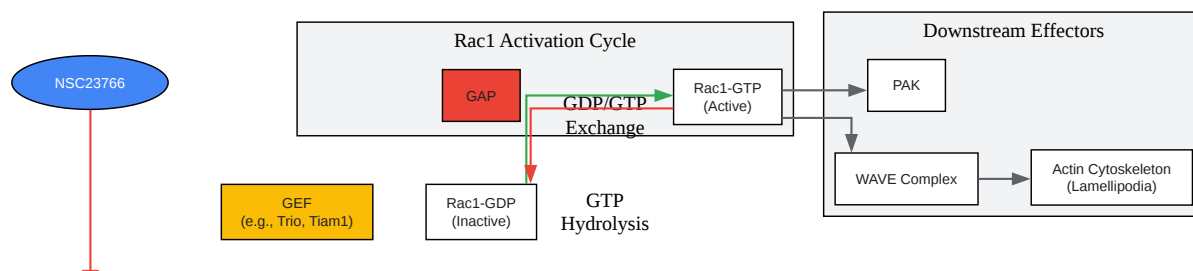 Rac1 Activation Cycle
Downstream Effectors
NSC23766
GAP
Rac1-GTP
(Active)
PAK
GDP/GTP
Exchange
WAVE Complex
Actin Cytoskeleton
(Lamellipodia)
GEF
(e.g., Trio, Tiam1)
Rac1-GDP
(Inactive)
GTP
Hydrolysis